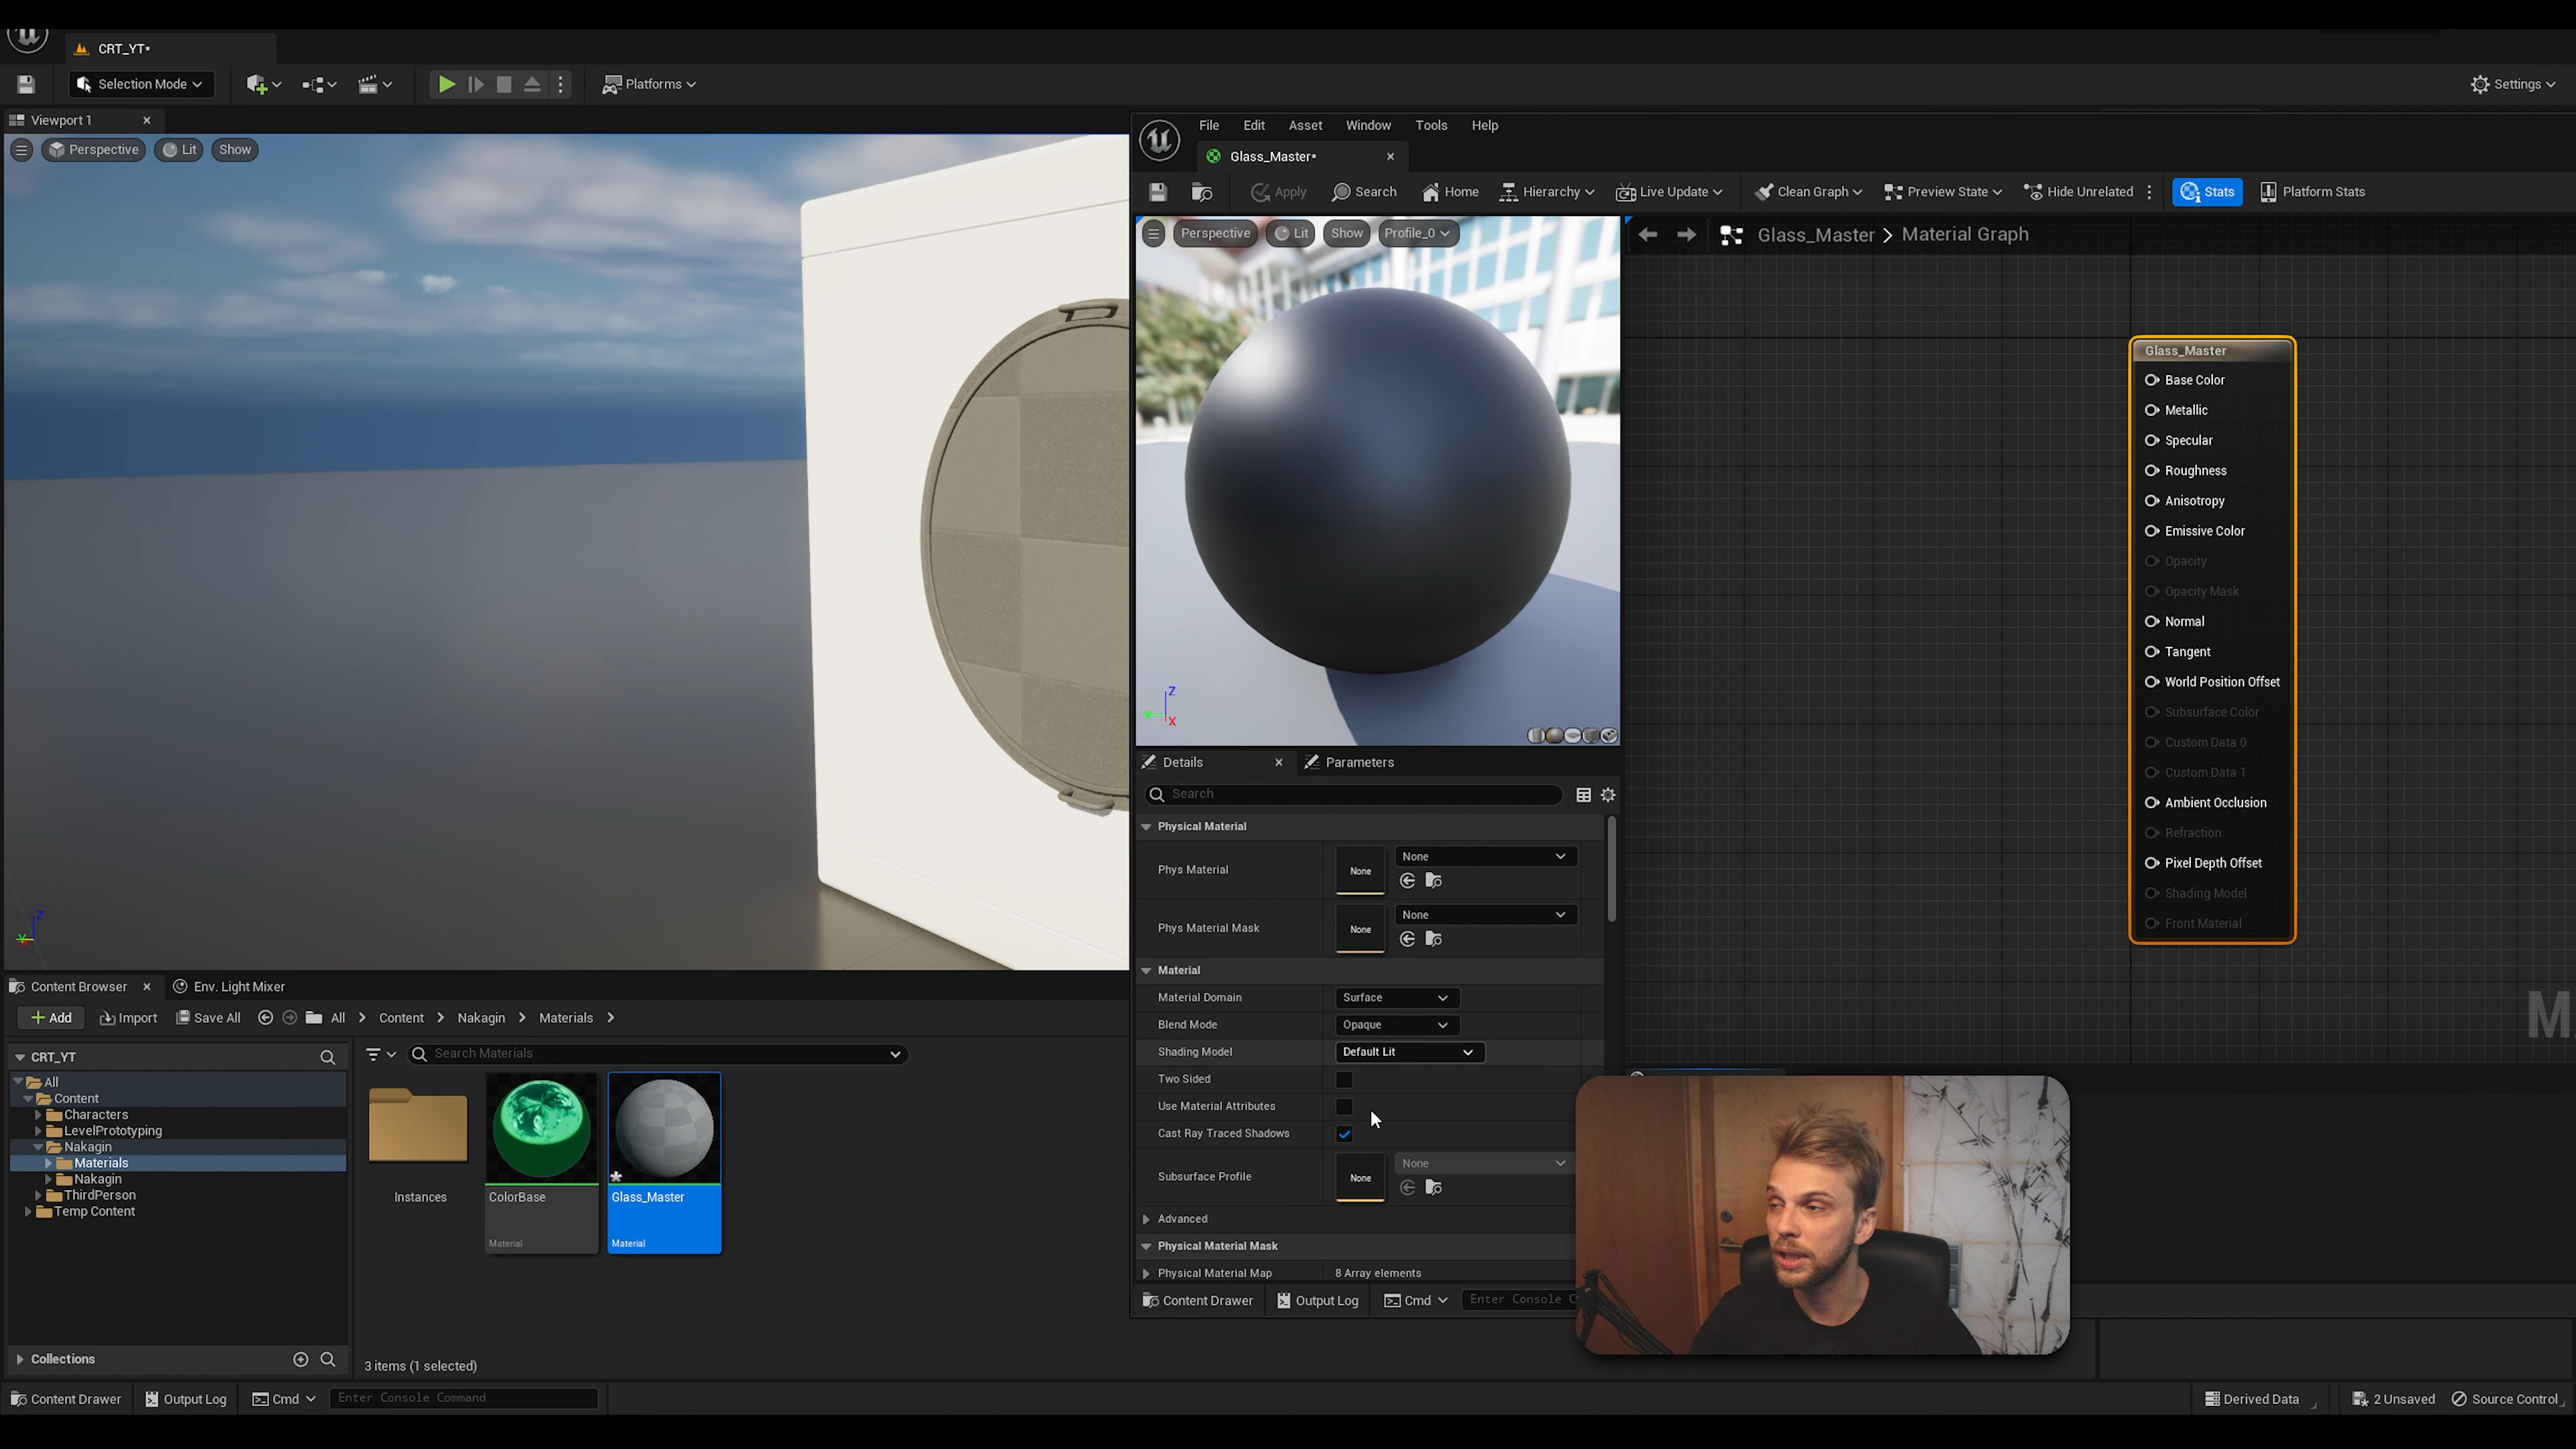 CRT_YT*
Selection Mode
Platforms
Settings
Viewport 1
Perspective
Lit
Show
File Edit Asset Window Tools Help
Glass_Master*
Apply
Search
Home
Hierarchy
Live Update
Clean Graph
Preview State
Hide Unrelated
Stats
Platform Stats
Perspective
Lit
Show
Profile_0
Glass_Master > Material Graph
Glass_Master
Base Color
Metallic
Specular
Roughness
Anisotropy
Emissive Color
Opacity
Opacity Mask
Normal
Tangent
World Position Offset
Subsurface Color
Custom Data 0
Custom Data 1
Ambient Occlusion
Refraction
Pixel Depth Offset
Shading Model
Front Material
M
Z
X
Details
Parameters
Search
Physical Material
Phys Material
None
None
Phys Material Mask
None
None
Material
Material Domain
Surface
Blend Mode
Opaque
Shading Model
Default Lit
Two Sided
Use Material Attributes
Cast Ray Traced Shadows
Subsurface Profile
None
None
Advanced
Physical Material Mask
Physical Material Map
8 Array elements
Content Drawer
Output Log
Cmd
Enter Console C
Z
Content Browser
Env. Light Mixer
Add
Import
Save All
All > Content > Nakagin > Materials >
CRT_YT
Search Materials
All
Content
Characters
LevelPrototyping
Nakagin
Materials
Nakagin
ThirdPerson
Temp Content
Instances
ColorBase
Material
Glass_Master
Material
Collections
3 items (1 selected)
Content Drawer
Output Log
Cmd
Enter Console Command
Derived Data
2 Unsaved
Source Control